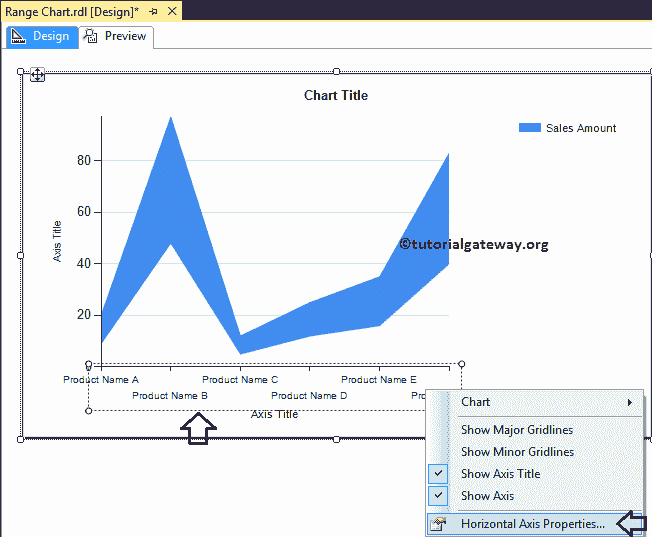 Range Chart.rdl [Design]*
Design
Preview
Chart Title
Sales Amount
80
60
40
20
0
Axis Title
©tutorialgateway.org
Product Name A
Product Name C
Product Name E
Product Name B
Product Name D
Axis Title
Chart
Show Major Gridlines
Show Minor Gridlines
Show Axis Title
Show Axis
Horizontal Axis Properties...